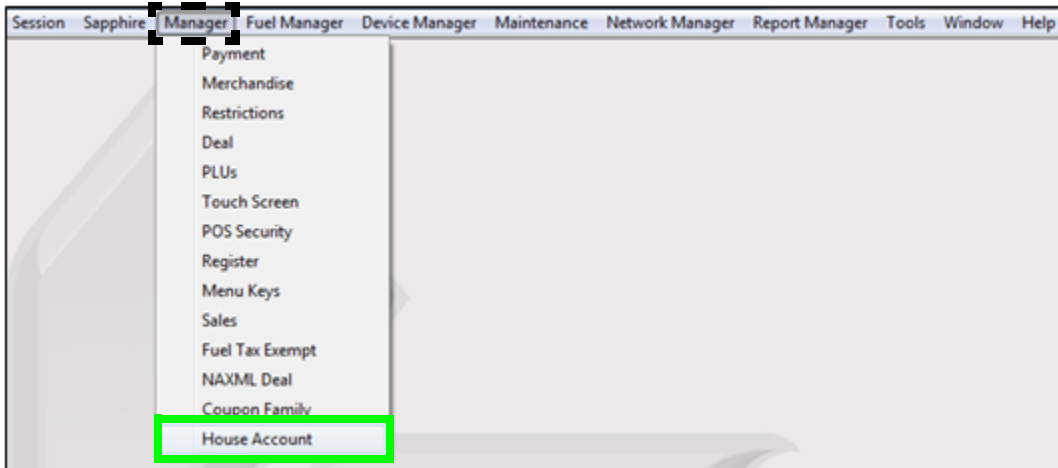 Session Sapphire Manager Fuel Manager Device Manager Maintenance Network Manager Report Manager Tools Window Help
Payment
Merchandise
Restrictions
Deal
PLUs
Touch Screen
POS Security
Register
Menu Keys
Sales
Fuel Tax Exempt
NAXML Deal
Coupon Family
House Account